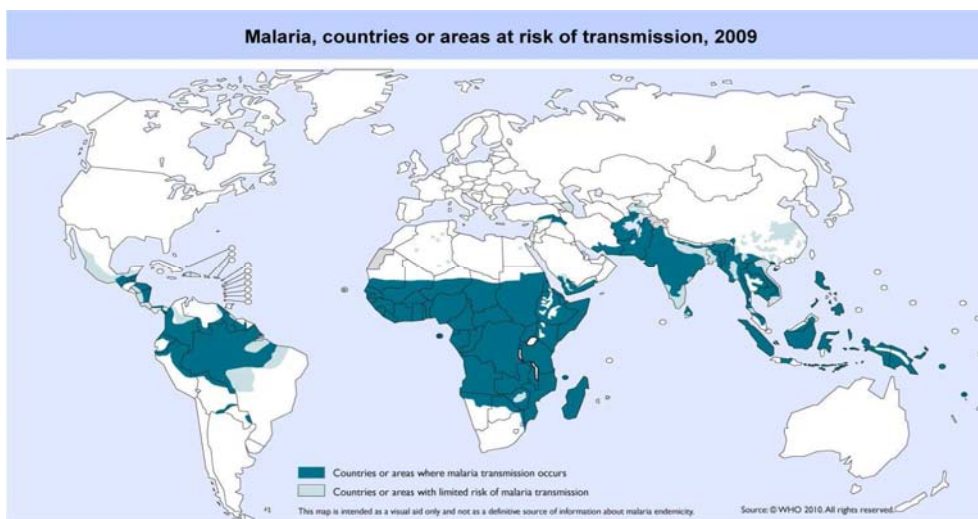 Malaria, countries or areas at risk of transmission, 2009
Countries or areas where malaria transmission occurs
Countries or areas with limited risk of malaria transmission
This map is intended as a visual aid only and not as a definitive source of information about malaria endemicity.
Source: © WHO 2010. All rights reserved.